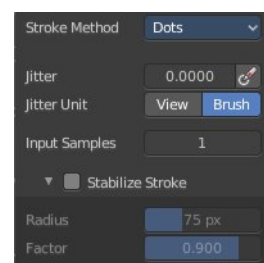 Stroke Method Dots
Jitter 0.0000
Jitter Unit View Brush
Input Samples 1
Stabilize Stroke
Radius 75 px
Factor 0.900